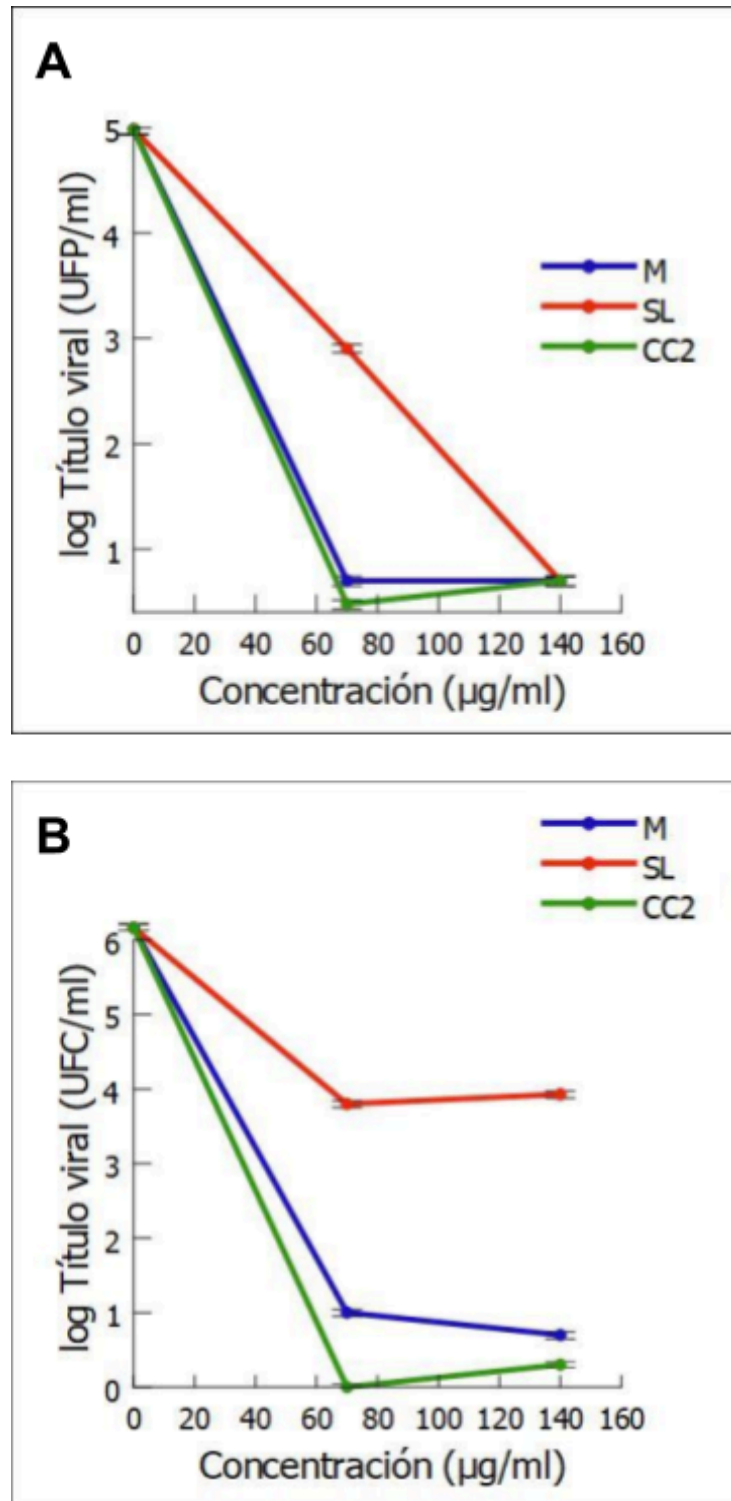 A
log Título viral (UFP/ml)
5
4
3
2
1
0 20 40 60 80 100 120 140 160
Concentración (µg/ml)
M
SL
CC2
B
log Título viral (UFC/ml)
6
5
4
3
2
1
0
0 20 40 60 80 100 120 140 160
Concentración (µg/ml)
M
SL
CC2